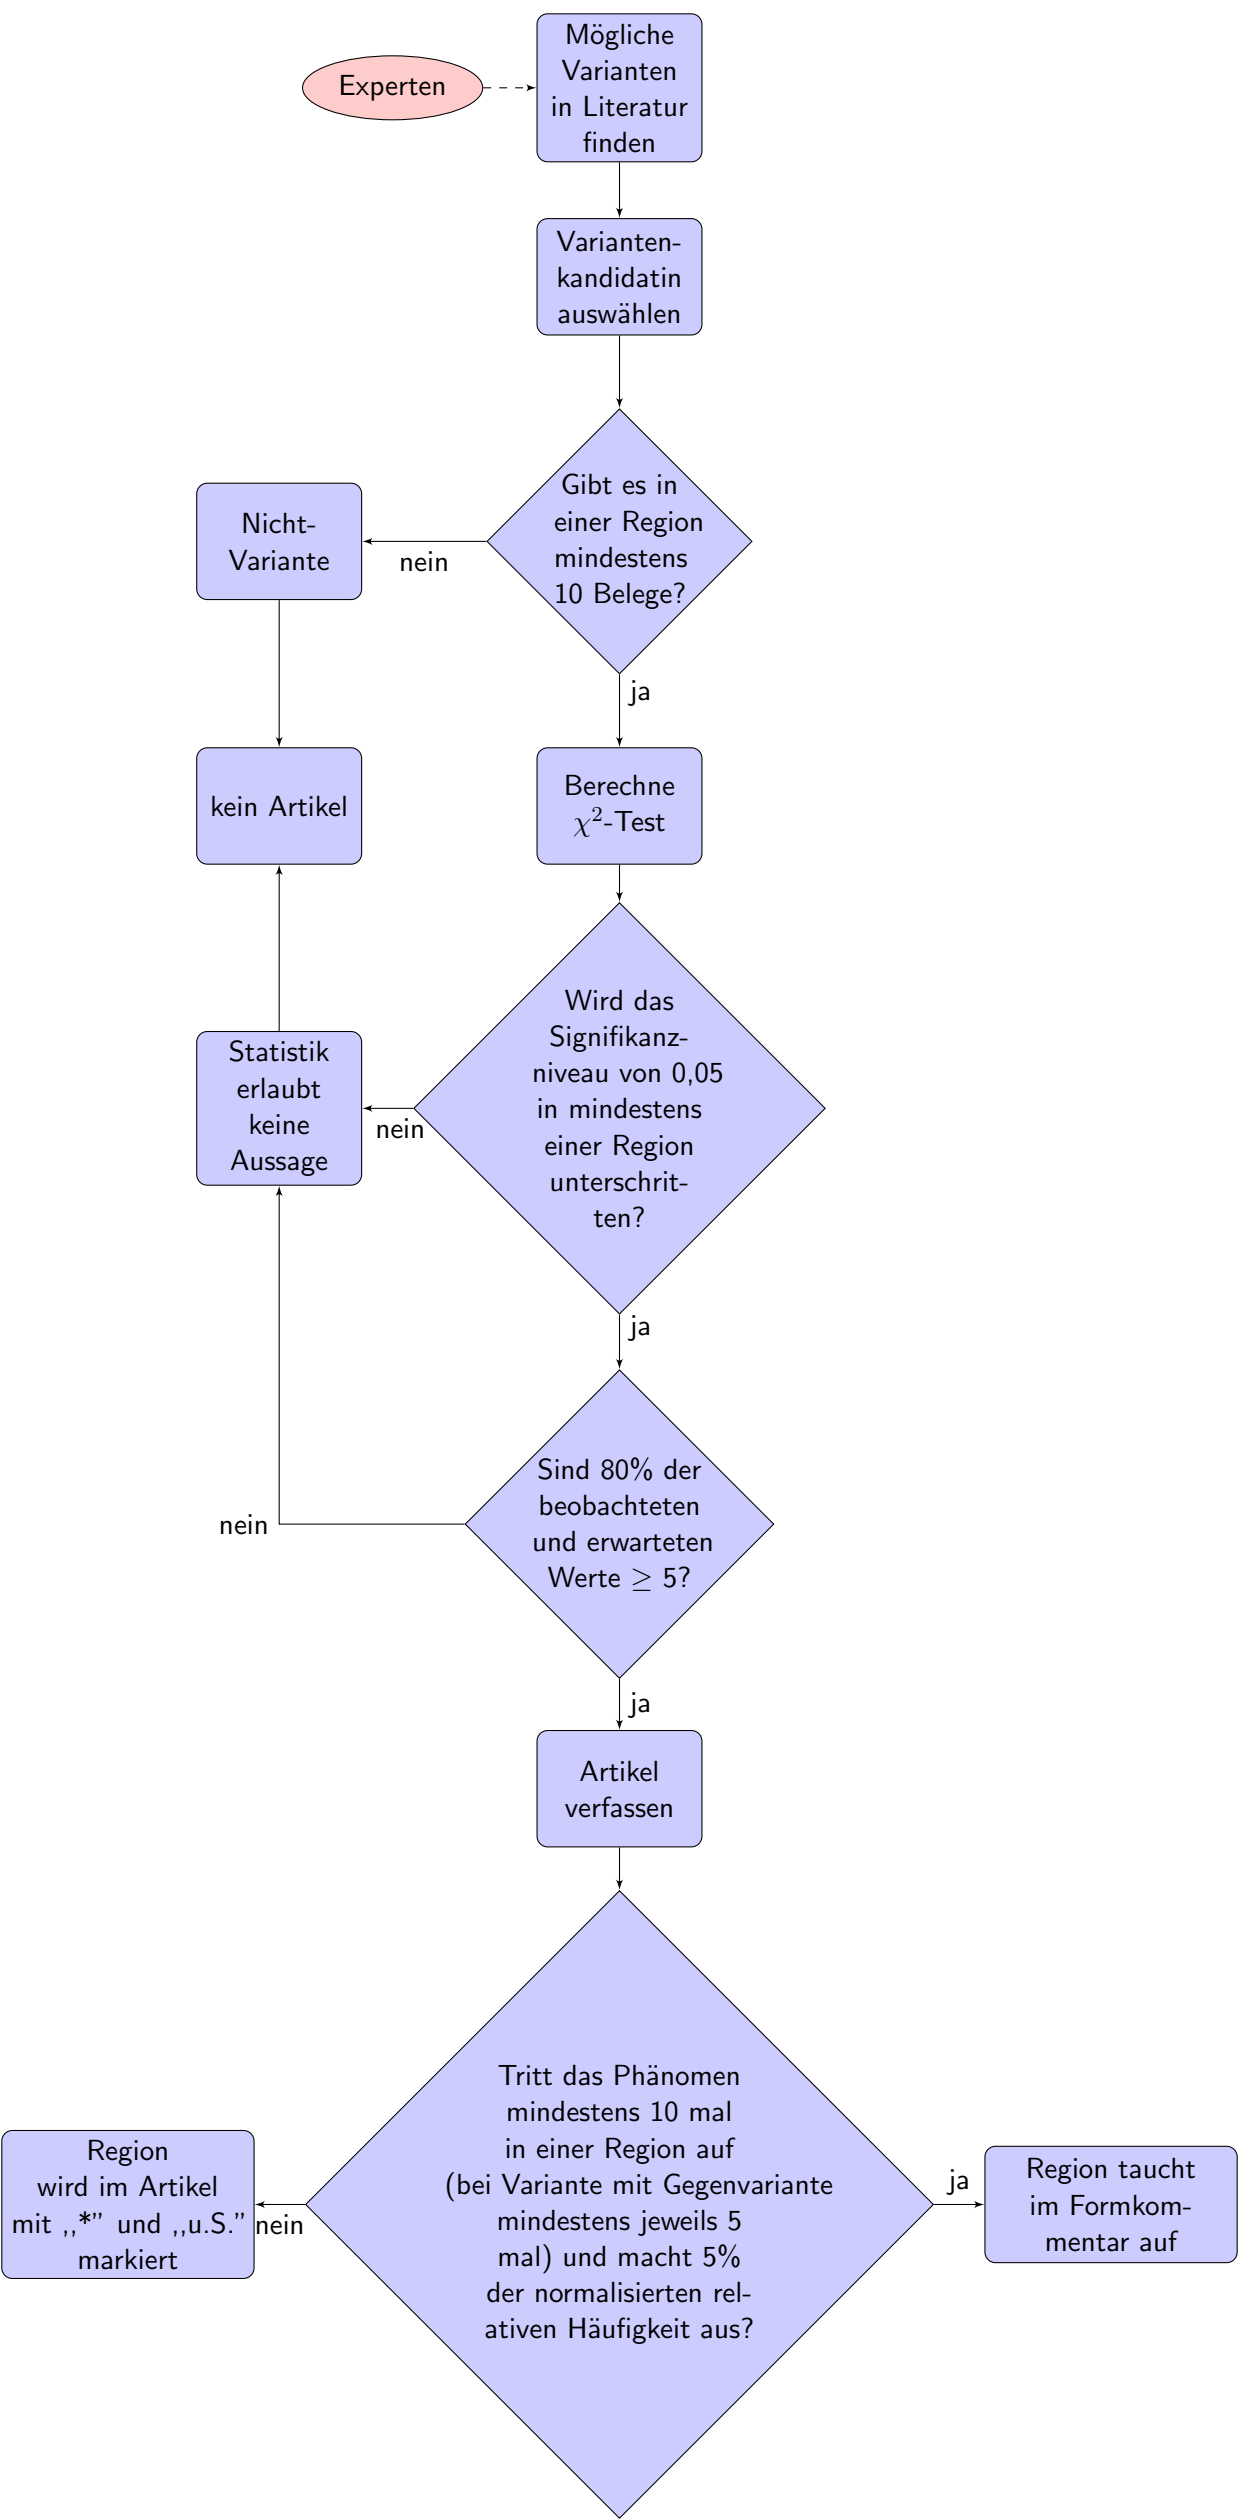 Mögliche
Varianten
in Literatur
finden
Experten
Varianten-
kandidatin
auswählen
Gibt es in
einer Region
mindestens
10 Belege?
nein
Nicht-
Variante
ja
kein Artikel
Berechne
χ²-Test
Wird das
Signifikanz-
niveau von 0,05
in mindestens
einer Region
unterschrit-
ten?
nein
Statistik
erlaubt
keine
Aussage
ja
Sind 80% der
beobachteten
und erwarteten
Werte ≥ 5?
nein
ja
Artikel
verfassen
Tritt das Phänomen
mindestens 10 mal
in einer Region auf
(bei Variante mit Gegenvariante
mindestens jeweils 5
mal) und macht 5%
der normalisierten rel-
ativen Häufigkeit aus?
nein
Region
wird im Artikel
mit ,,*” und ,,u.S.”
markiert
ja
Region taucht
im Formkom-
mentar auf